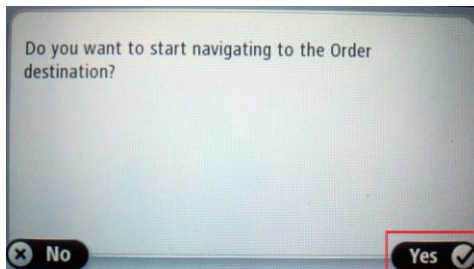 Do you want to start navigating to the Order
destination?
No
Yes